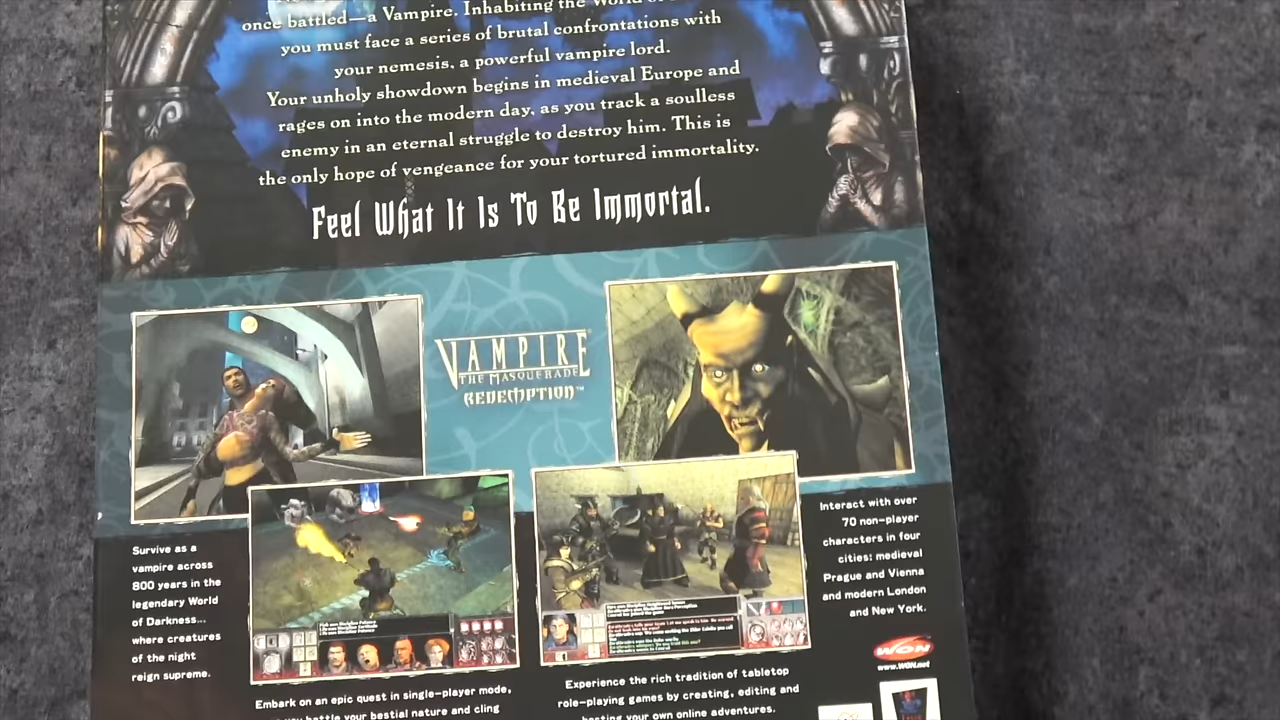 once battled—a Vampire. Inhabiting the World of
you must face a series of brutal confrontations with
your nemesis, a powerful vampire lord.
Your unholy showdown begins in medieval Europe and
rages on into the modern day, as you track a soulless
enemy in an eternal struggle to destroy him. This is
the only hope of vengeance for your tortured immortality.
Feel What It Is To Be Immortal.
VAMPIRE
THE MASQUERADE
REDEMPTION™
Survive as a
vampire across
800 years in the
legendary World
of Darkness...
where creatures
of the night
reign supreme.
Interact with over
70 non-player
characters in four
cities: medieval
Prague and Vienna
and modern London
and New York.
WON
www.WON.net
Embark on an epic quest in single-player mode,
you battle your bestial nature and cling
Experience the rich tradition of tabletop
role-playing games by creating, editing and
hosting your own online adventures.